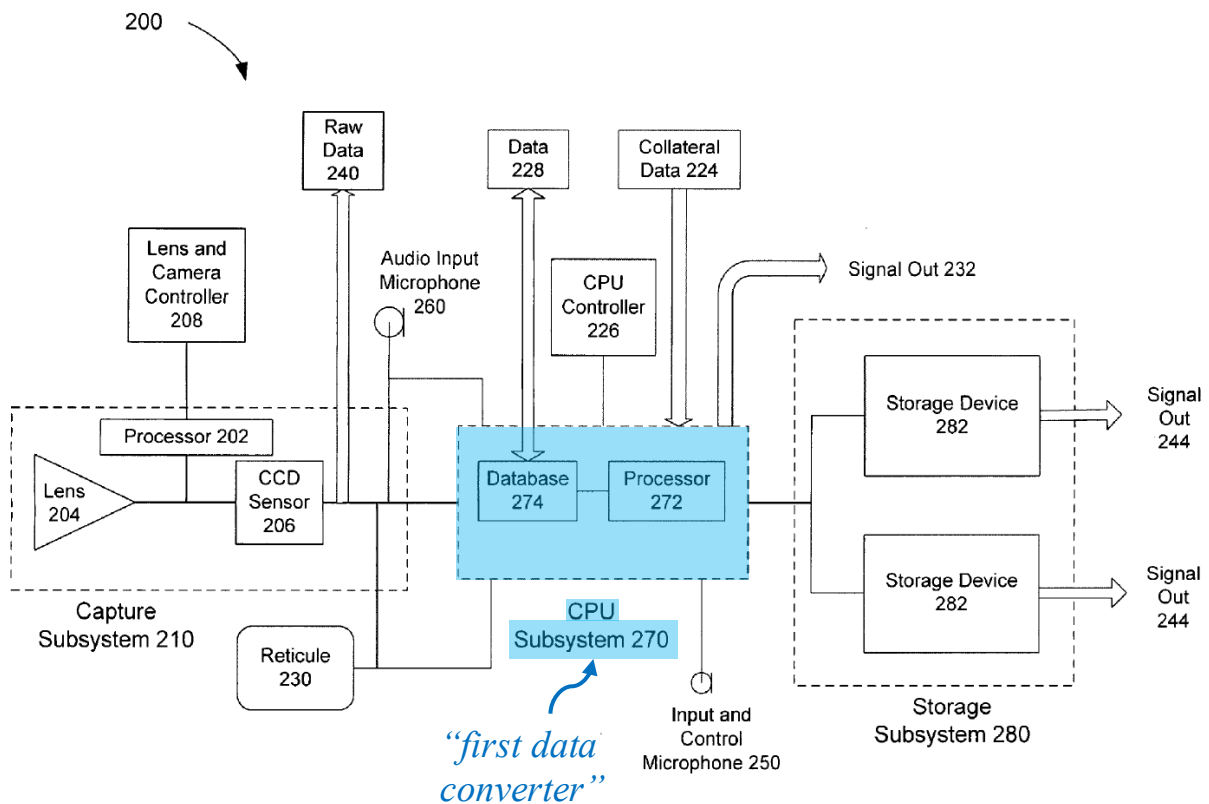 200
Raw
Data
240
Data
228
Collateral
Data 224
Lens and
Camera
Controller
208
Audio Input
Microphone
260
CPU
Controller
226
Signal Out 232
Processor 202
Lens
204
CCD
Sensor
206
Database
274
Processor
272
Storage Device
282
Signal
Out
244
Storage Device
282
Signal
Out
244
Capture
Subsystem 210
CPU
Subsystem 270
Reticule
230
Input and
Control
Microphone 250
Storage
Subsystem 280
“first data
converter”